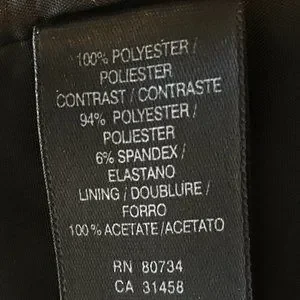 100% POLYESTER /
POLIESTER
CONTRAST / CONTRASTE
94% POLYESTER /
POLIESTER
6% SPANDEX /
ELASTANO
LINING / DOUBLURE /
FORRO
100% ACETATE /ACETATO
RN 80734
CA 31458